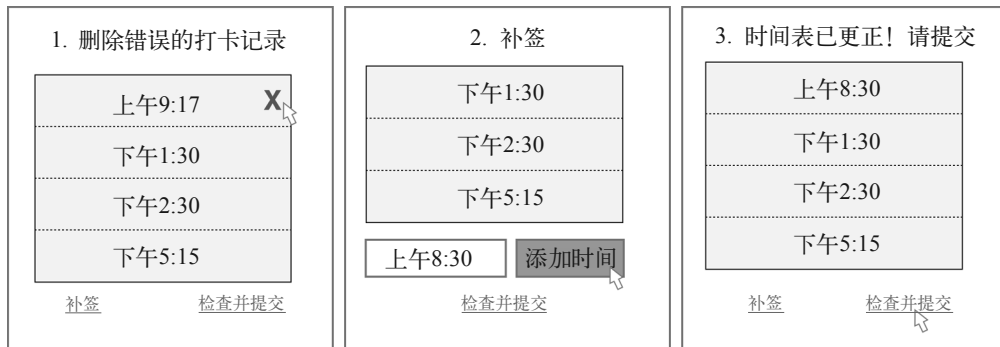 1. 删除错误的打卡记录
上午9:17 X
下午1:30
下午2:30
下午5:15
补签 检查并提交
2. 补签
下午1:30
下午2:30
下午5:15
上午8:30 添加时间
检查并提交
3. 时间表已更正！请提交
上午8:30
下午1:30
下午2:30
下午5:15
补签 检查并提交